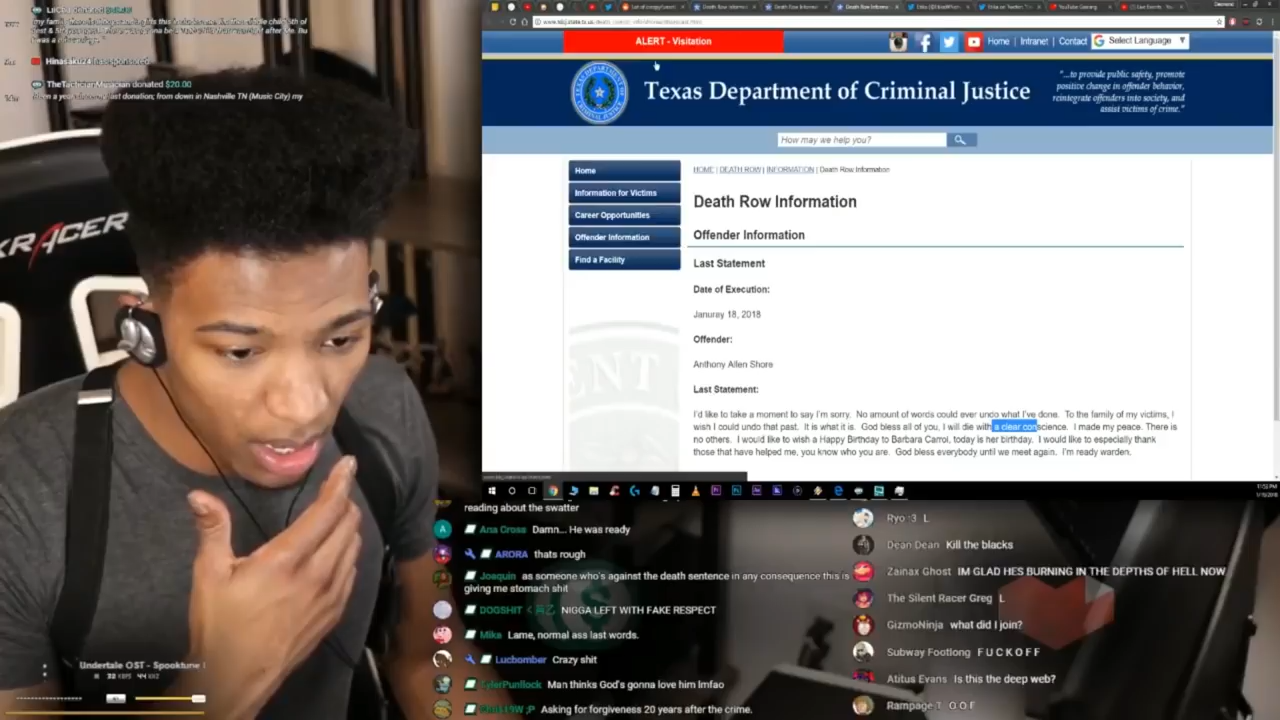 TheTacticianMusician donated $20.00
ALERT - Visitation
Home | Intranet | Contact
Select Language
Texas Department of Criminal Justice
"...to provide public safety, promote
positive change in offender behavior,
reintegrate offenders into society, and
assist victims of crime."
How may we help you?
Home
Information for Victims
Career Opportunities
Offender Information
Find a Facility
HOME | DEATH ROW | INFORMATION | Death Row Information
Death Row Information
Offender Information
Last Statement
Date of Execution:
January 18, 2018
Offender:
Anthony Allen Shore
Last Statement:
I'd like to take a moment to say I'm sorry. No amount of words could ever undo what I've done. To the family of my victims, I
wish I could undo that past. It is what it is. God bless all of you, I will die with a clear conscience. I made my peace. There is
no others. I would like to wish a Happy Birthday to Barbara Carrol, today is her birthday. I would like to especially thank
those that have helped me, you know who you are. God bless everybody until we meet again. I'm ready warden.
reading about the swatter
Ana Cross Damn... He was ready
ARORA thats rough
Joaquin as someone who's against the death sentence in any consequence this is
giving me stomach shit
DOGSHIT NIGGA LEFT WITH FAKE RESPECT
Mika Lame, normal ass last words.
Lucbomber Crazy shit
TylerPunllock Man thinks God's gonna love him lmfao
Asking for forgiveness 20 years after the crime.
Ryo :3 L
Dean Dean Kill the blacks
Zainax Ghost IM GLAD HES BURNING IN THE DEPTHS OF HELL NOW
The Silent Racer Greg L
GizmoNinja what did I join?
Subway Footlong F U C K O F F
Atitus Evans Is this the deep web?
Rampage T O O F
Undertale OST - Spooktune